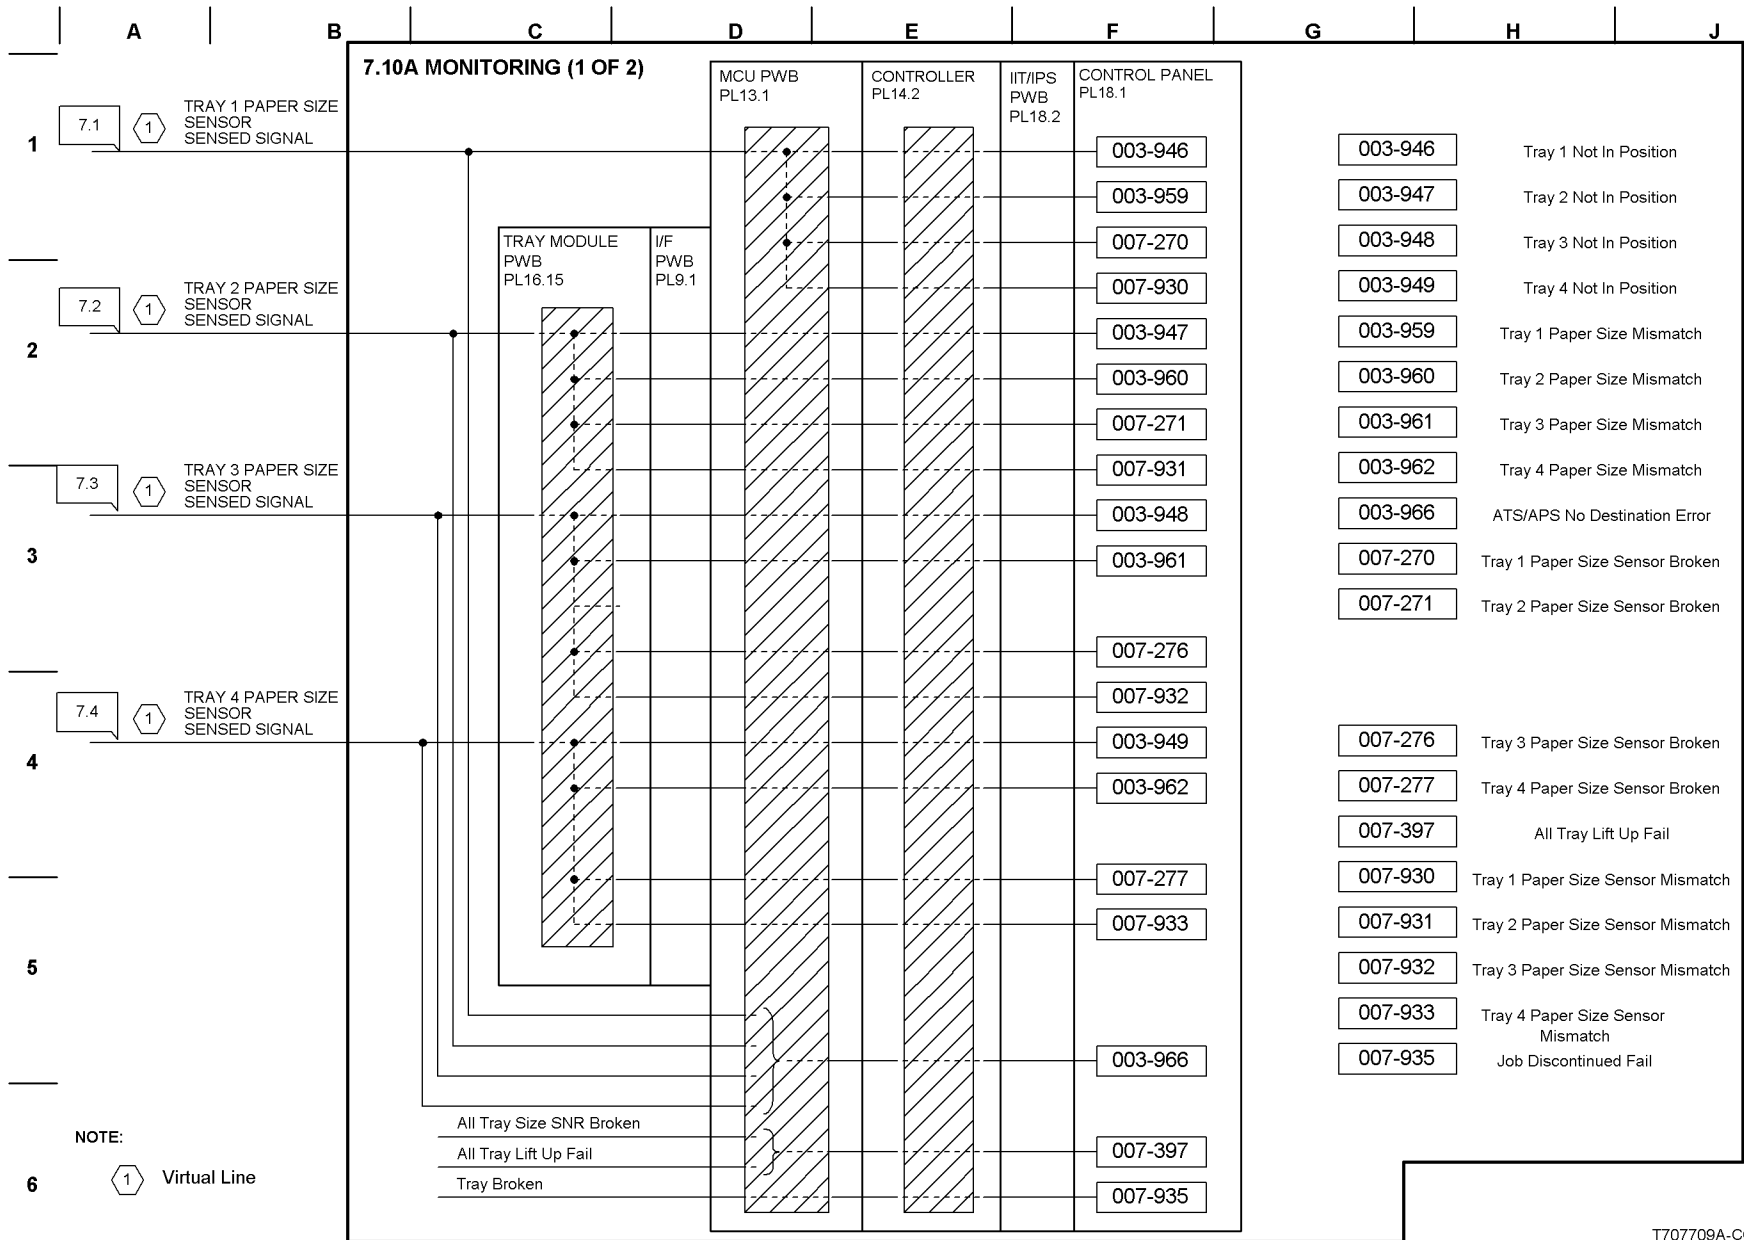 A B C D E F G H J
7.10A MONITORING (1 OF 2)
MCU PWB
PL13.1
CONTROLLER
PL14.2
IIT/IPS
PWB
PL18.2
CONTROL PANEL
PL18.1
1
7.1
1
TRAY 1 PAPER SIZE
SENSOR
SENSED SIGNAL
003-946
003-959
007-270
007-930
003-946 Tray 1 Not In Position
003-947 Tray 2 Not In Position
003-948 Tray 3 Not In Position
003-949 Tray 4 Not In Position
TRAY MODULE
PWB
PL16.15
I/F
PWB
PL9.1
2
7.2
1
TRAY 2 PAPER SIZE
SENSOR
SENSED SIGNAL
003-947
003-960
007-271
007-931
003-959 Tray 1 Paper Size Mismatch
003-960 Tray 2 Paper Size Mismatch
003-961 Tray 3 Paper Size Mismatch
003-962 Tray 4 Paper Size Mismatch
3
7.3
1
TRAY 3 PAPER SIZE
SENSOR
SENSED SIGNAL
003-948
003-961
007-276
007-932
003-966 ATS/APS No Destination Error
007-270 Tray 1 Paper Size Sensor Broken
007-271 Tray 2 Paper Size Sensor Broken
4
7.4
1
TRAY 4 PAPER SIZE
SENSOR
SENSED SIGNAL
003-949
003-962
007-277
007-933
007-276 Tray 3 Paper Size Sensor Broken
007-277 Tray 4 Paper Size Sensor Broken
007-397 All Tray Lift Up Fail
007-930 Tray 1 Paper Size Sensor Mismatch
007-931 Tray 2 Paper Size Sensor Mismatch
5
007-932 Tray 3 Paper Size Sensor Mismatch
007-933 Tray 4 Paper Size Sensor
Mismatch
007-935 Job Discontinued Fail
003-966
All Tray Size SNR Broken
All Tray Lift Up Fail
007-397
Tray Broken
007-935
6
NOTE:
1 Virtual Line